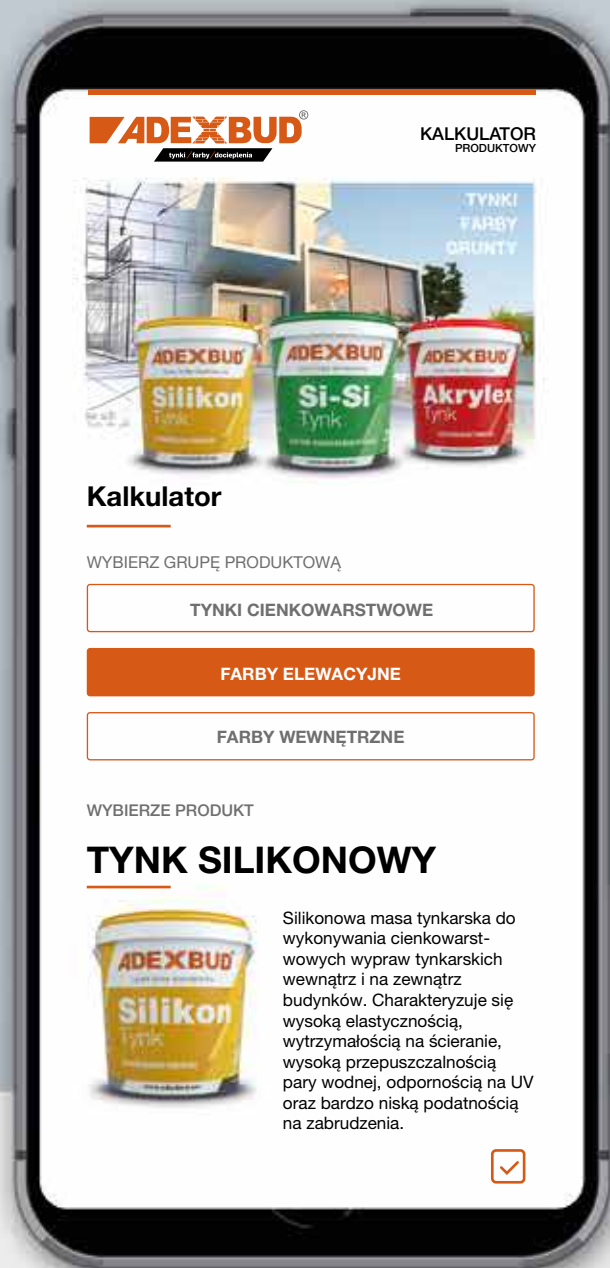 ADEXBUD®
tynki / farby / docieplenia
KALKULATOR
PRODUKTOWY
TYNKI
FARBY
GRUNTY
ADEXBUD
Silikon
Tynk
ADEXBUD
Si-Si
Tynk
ADEXBUD
Akrylex
Tynk
Kalkulator
WYBIERZ GRUPĘ PRODUKTOWĄ
TYNKI CIENKOWARSTWOWE
FARBY ELEWACYJNE
FARBY WEWNĘTRZNE
WYBIERZE PRODUKT
TYNK SILIKONOWY
ADEXBUD
Silikon
Tynk
Silikonowa masa tynkarska do
wykonywania cienkowarst-
wowych wypraw tynkarskich
wewnątrz i na zewnątrz
budynków. Charakteryzuje się
wysoką elastycznością,
wytrzymałością na ścieranie,
wysoką przepuszczalnością
pary wodnej, odpornością na UV
oraz bardzo niską podatnością
na zabrudzenia.